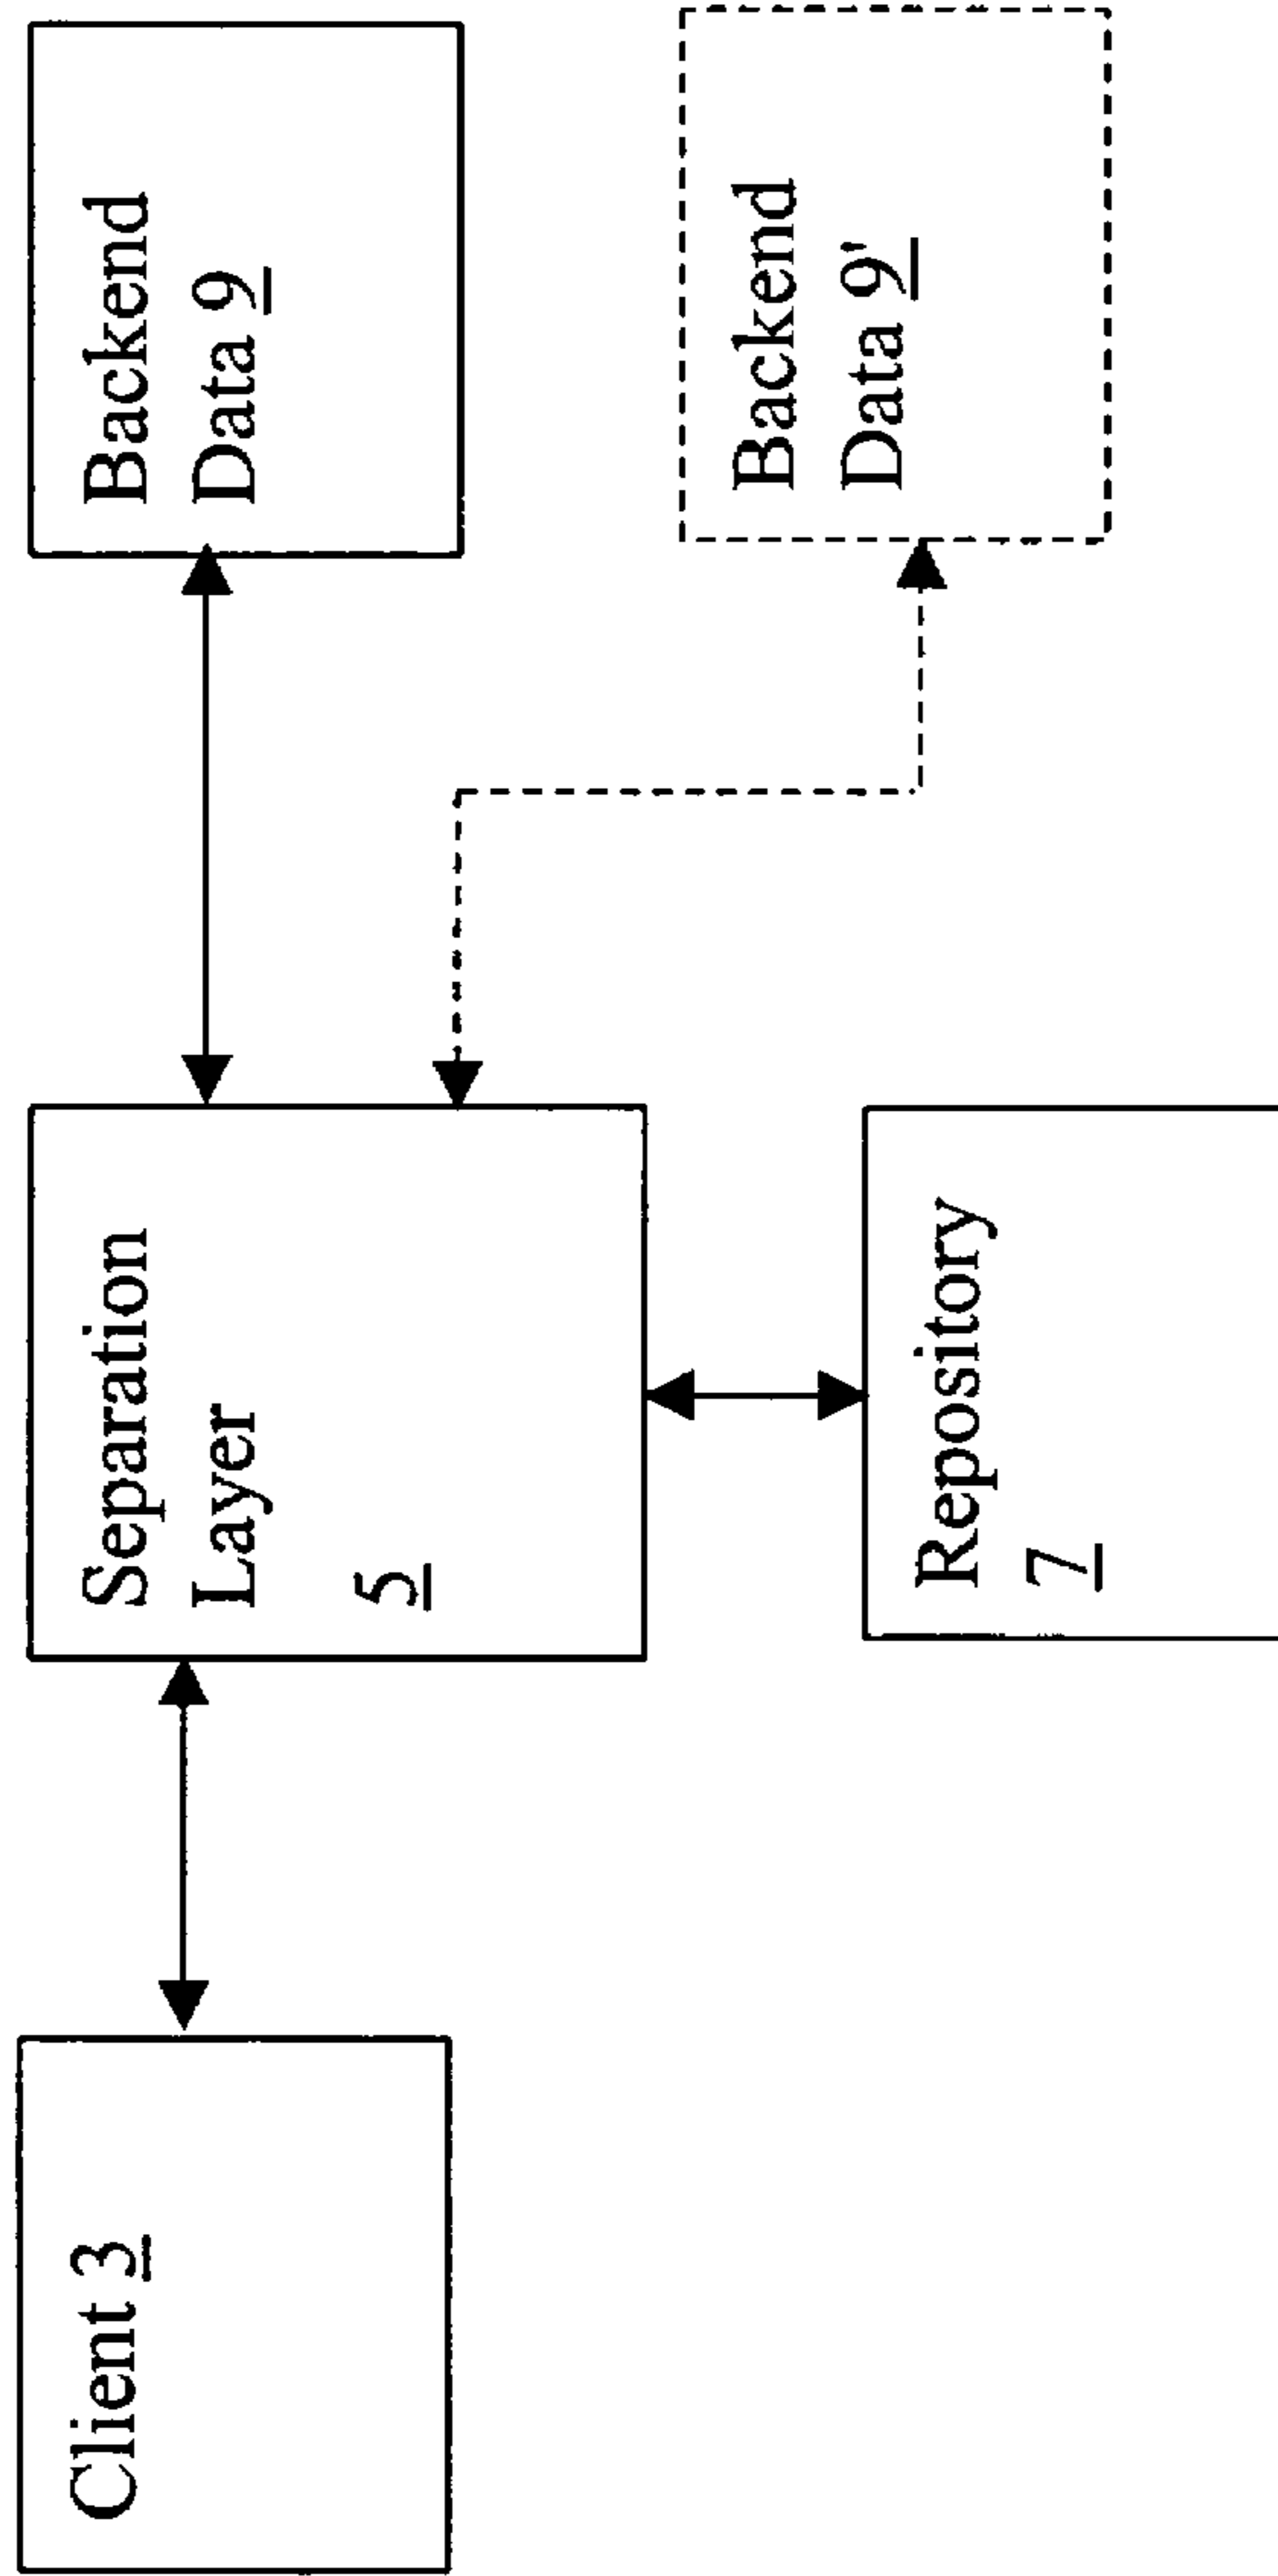 Client 3
Separation
Layer
5
Repository
7
Backend
Data 9
Backend
Data 9'